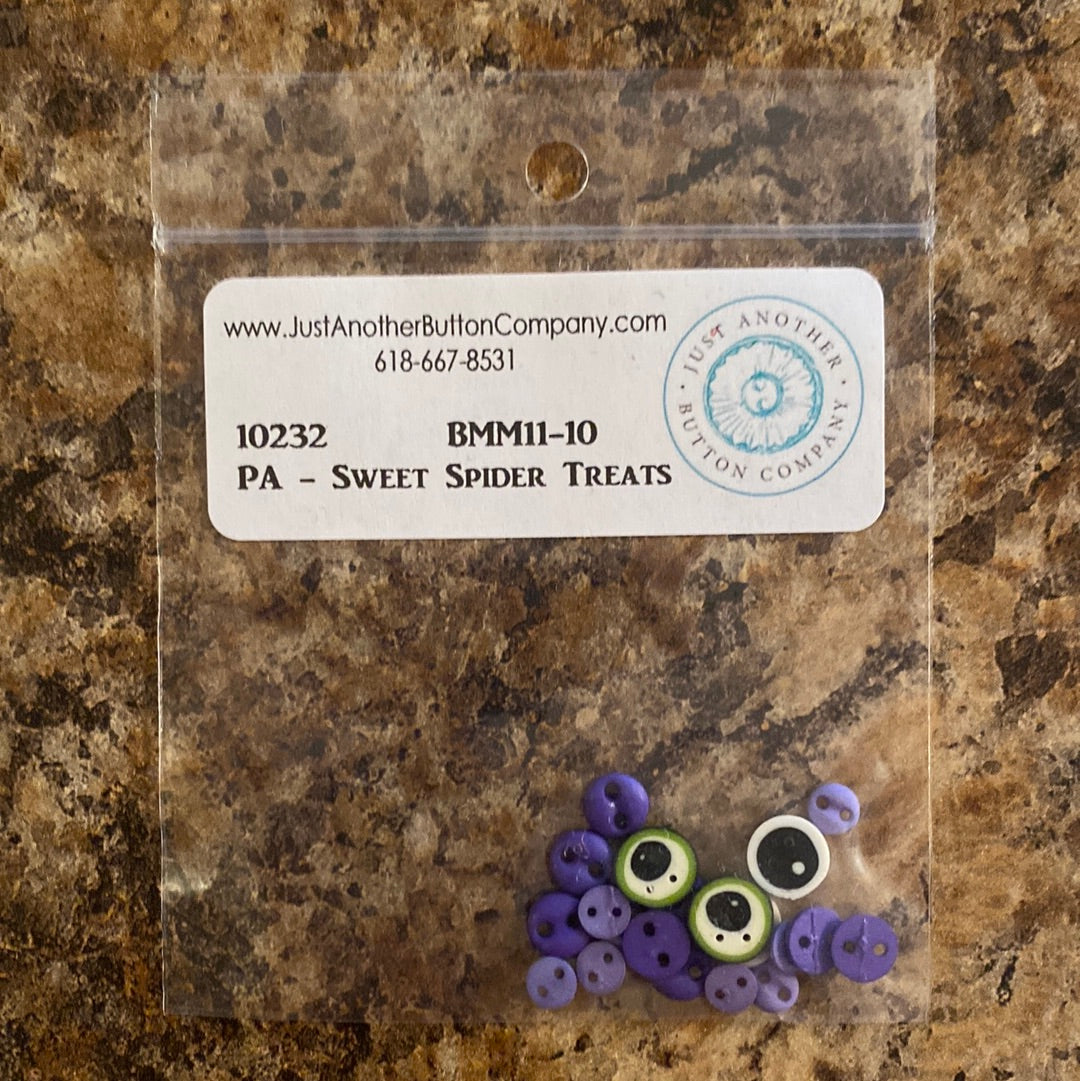 www.JustAnotherButtonCompany.com
618-667-8531
10232 BMM11-10
PA - Sweet Spider Treats
· JUST ANOTHER ·
BUTTON COMPANY